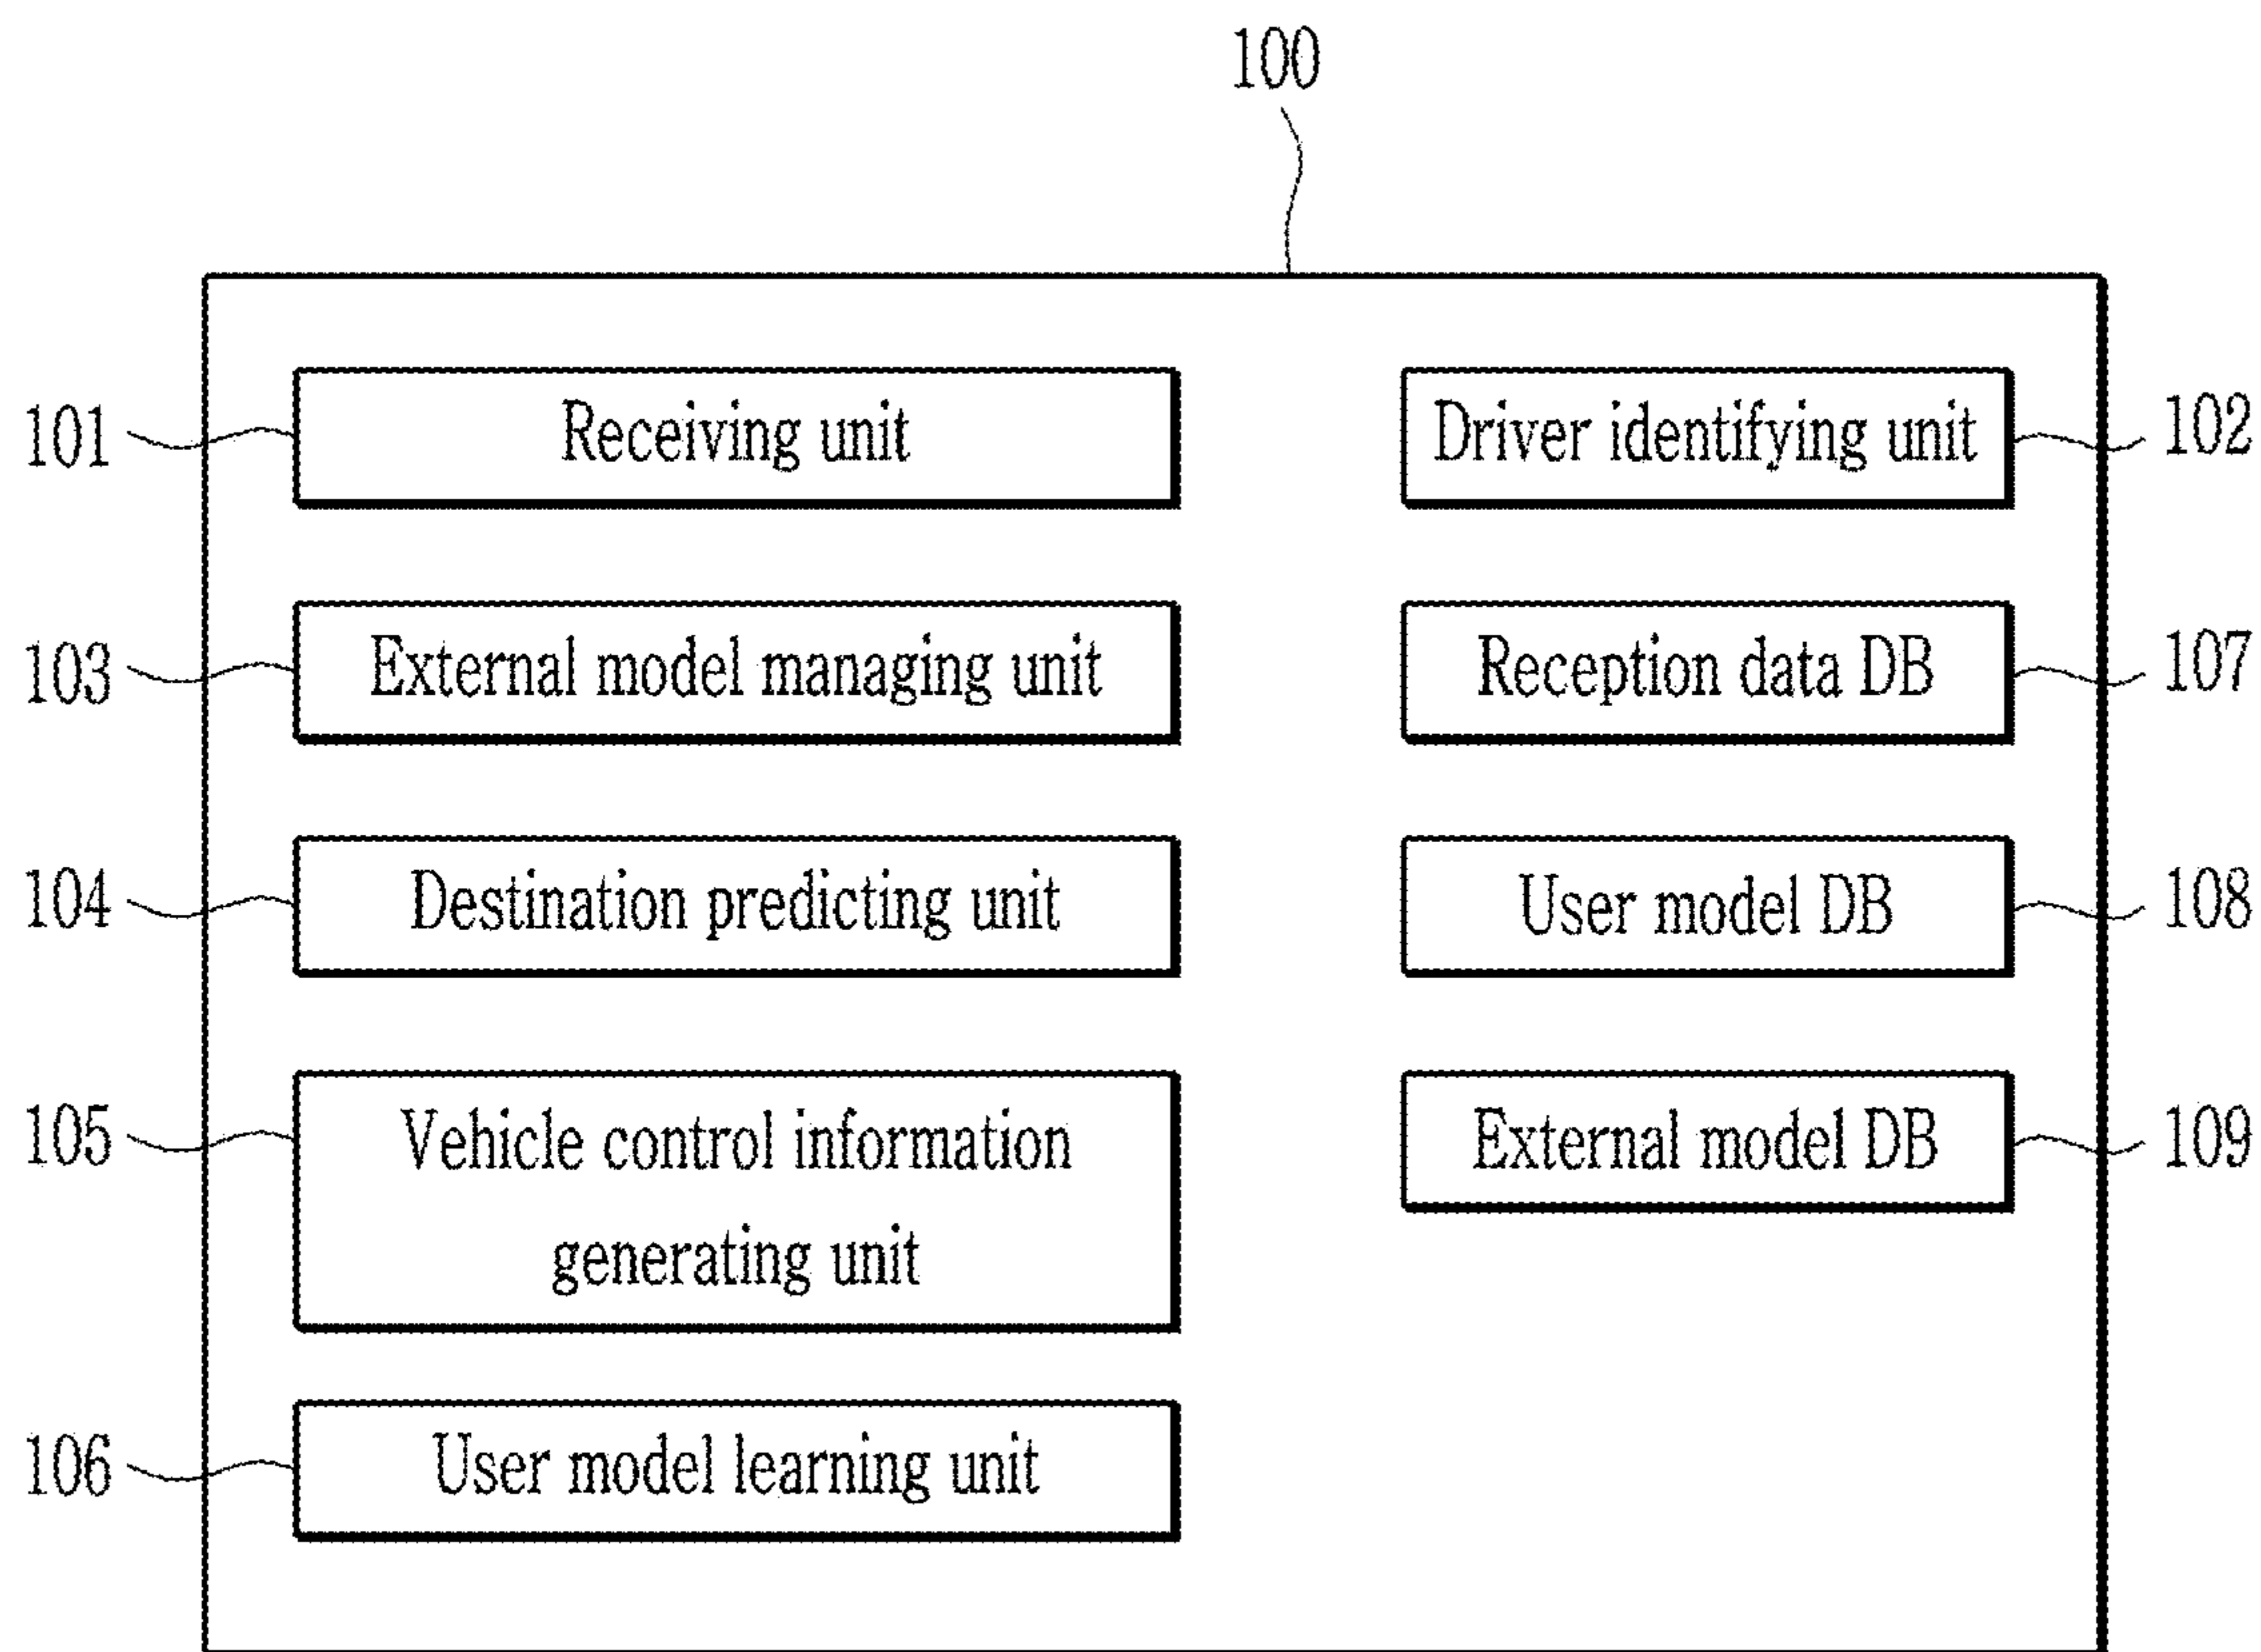 100
101 Receiving unit Driver identifying unit 102
103 External model managing unit Reception data DB 107
104 Destination predicting unit User model DB 108
105 Vehicle control information External model DB 109
generating unit
106 User model learning unit